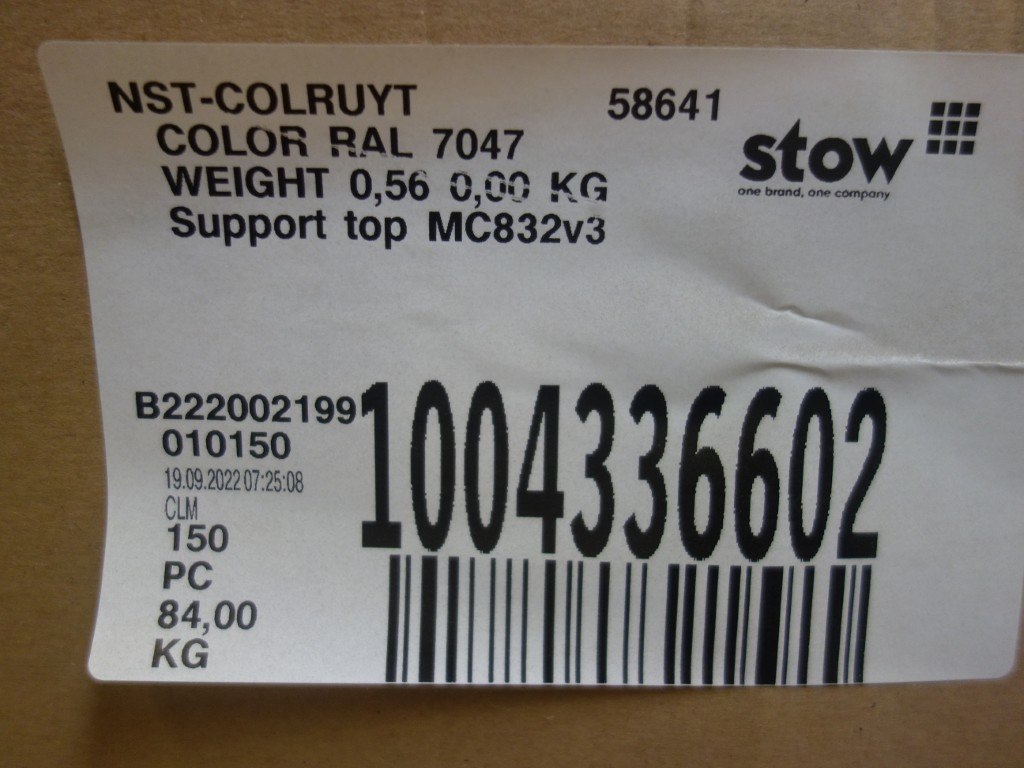 NST-COLRUYT 58641
COLOR RAL 7047
WEIGHT 0,56 0,00 KG
Support top MC832v3
stow
one brand, one company
B222002199
010150
19.09.2022 07:25:08
CLM
150
PC
84,00
KG
1004336602